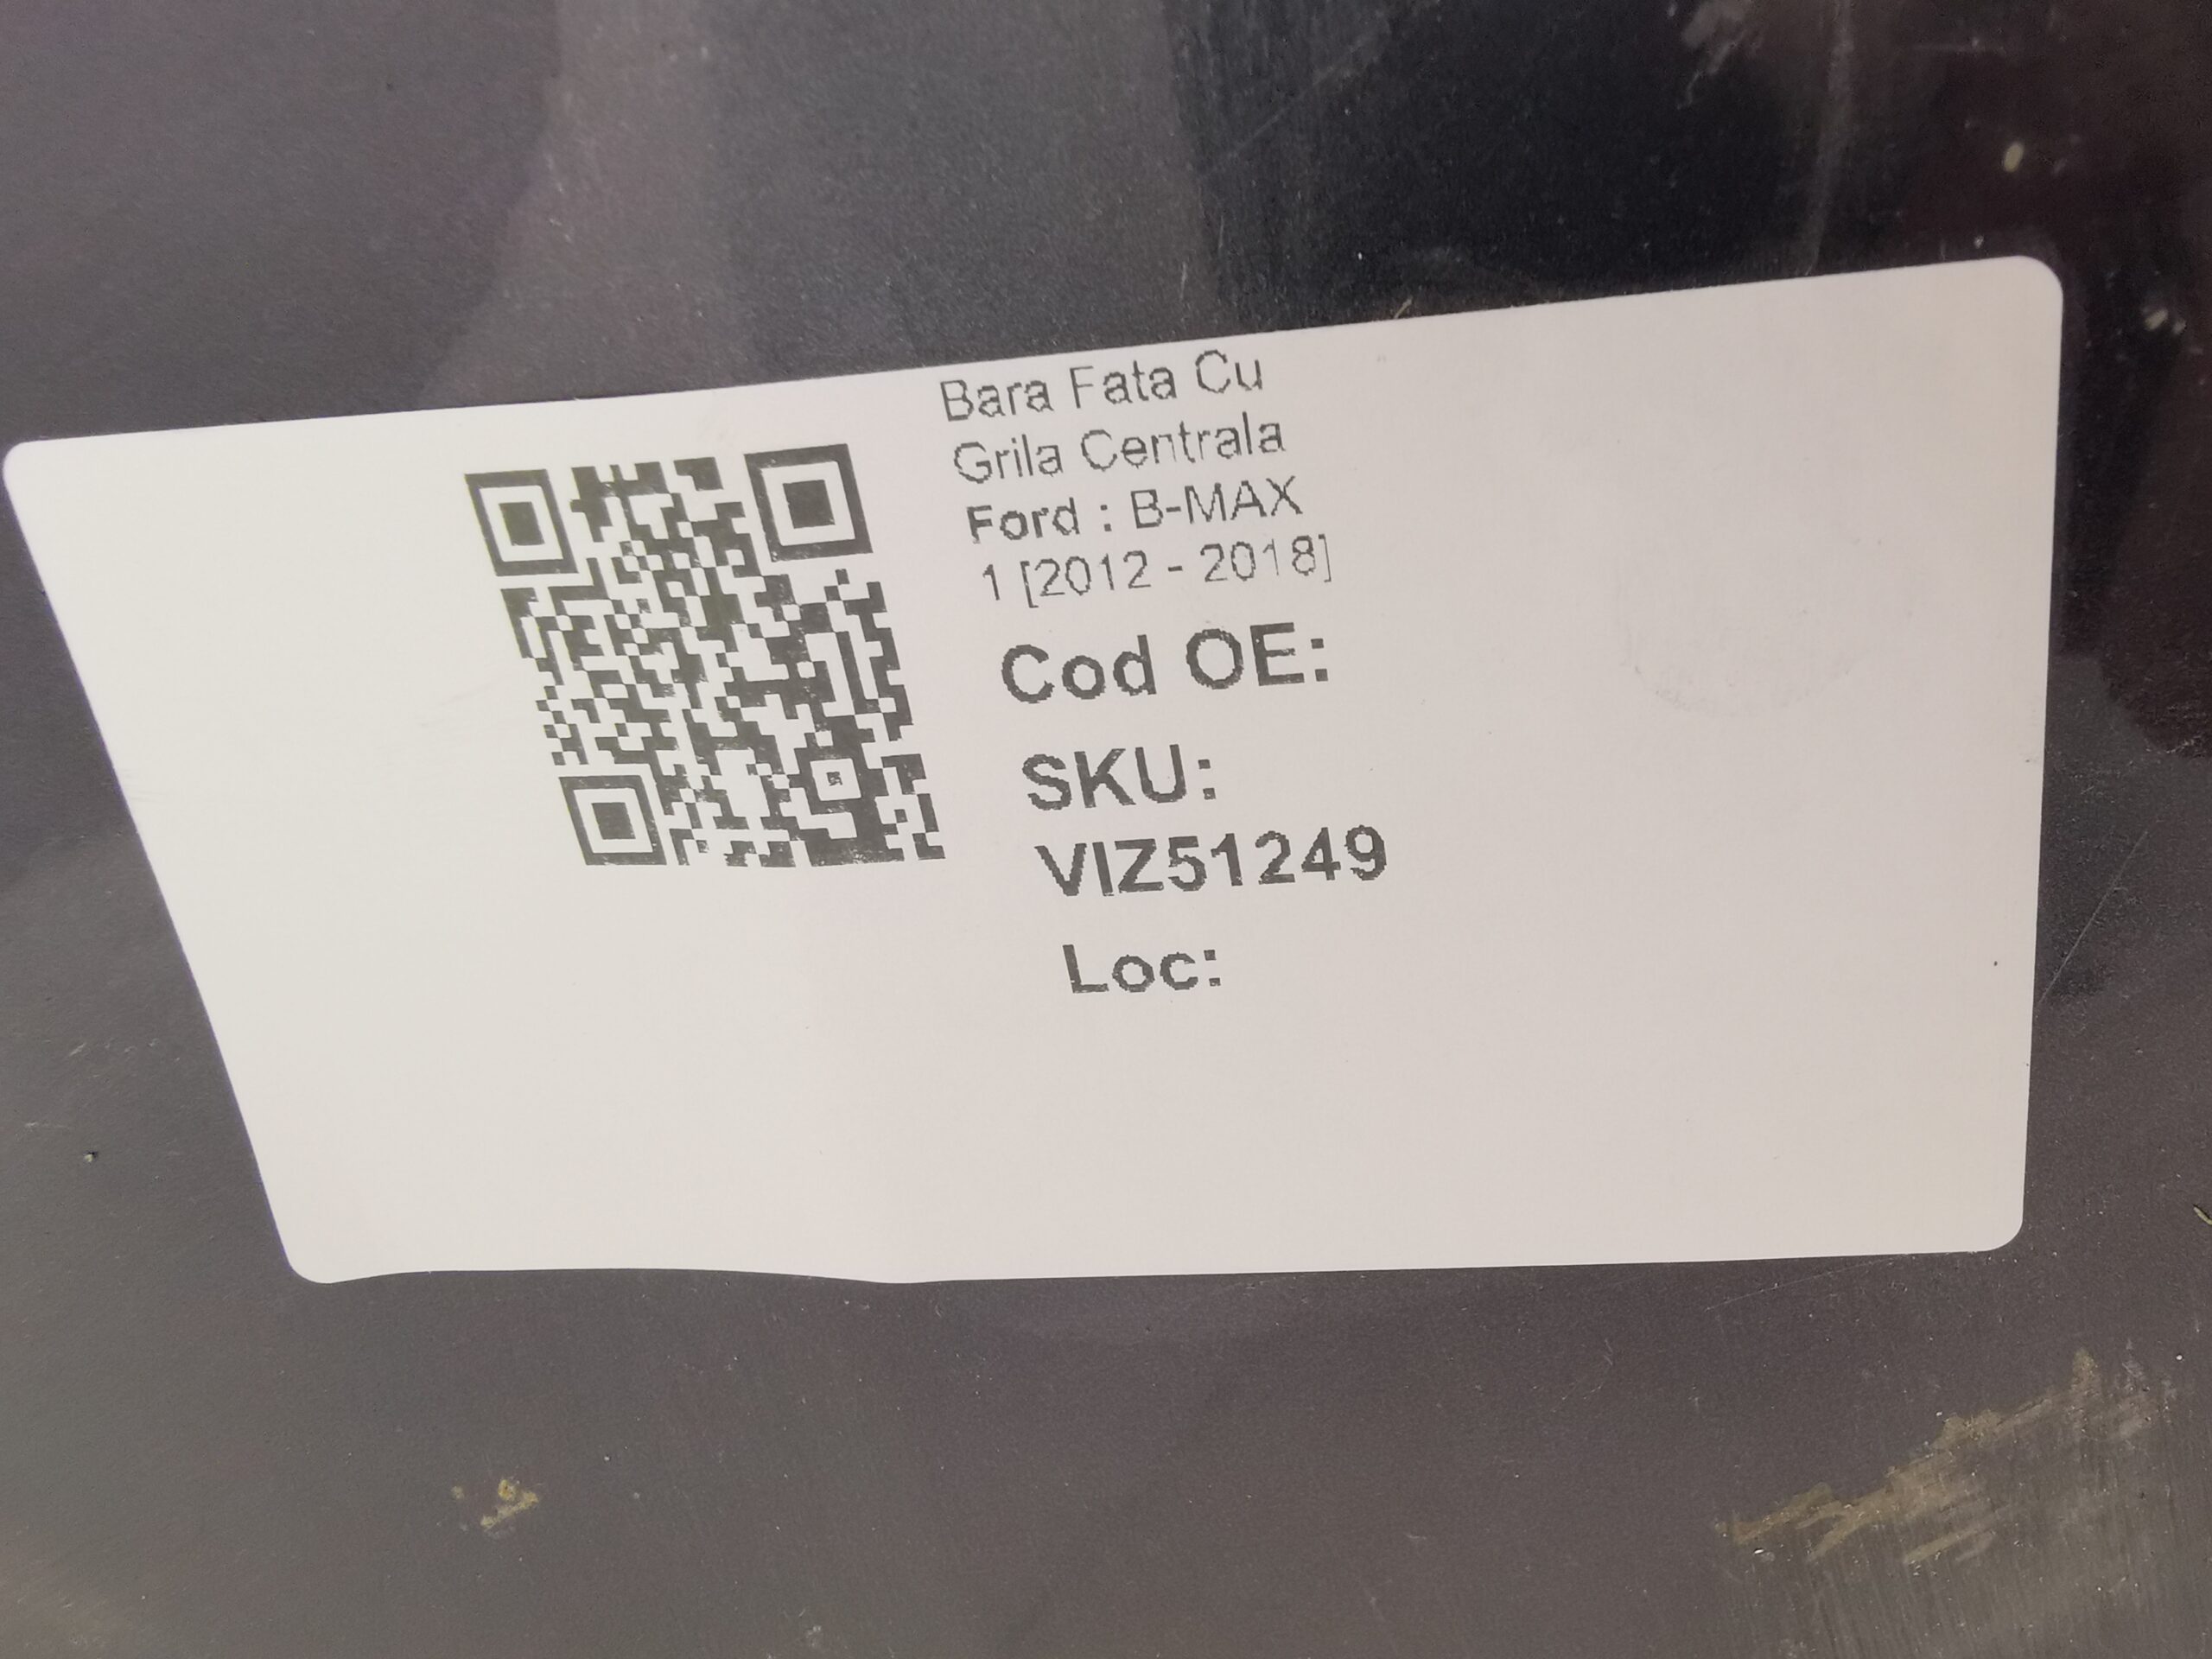 Bara Fata Cu
Grila Centrala
Ford : B-MAX
1 [2012 - 2018]
Cod OE:
SKU:
VIZ51249
Loc: